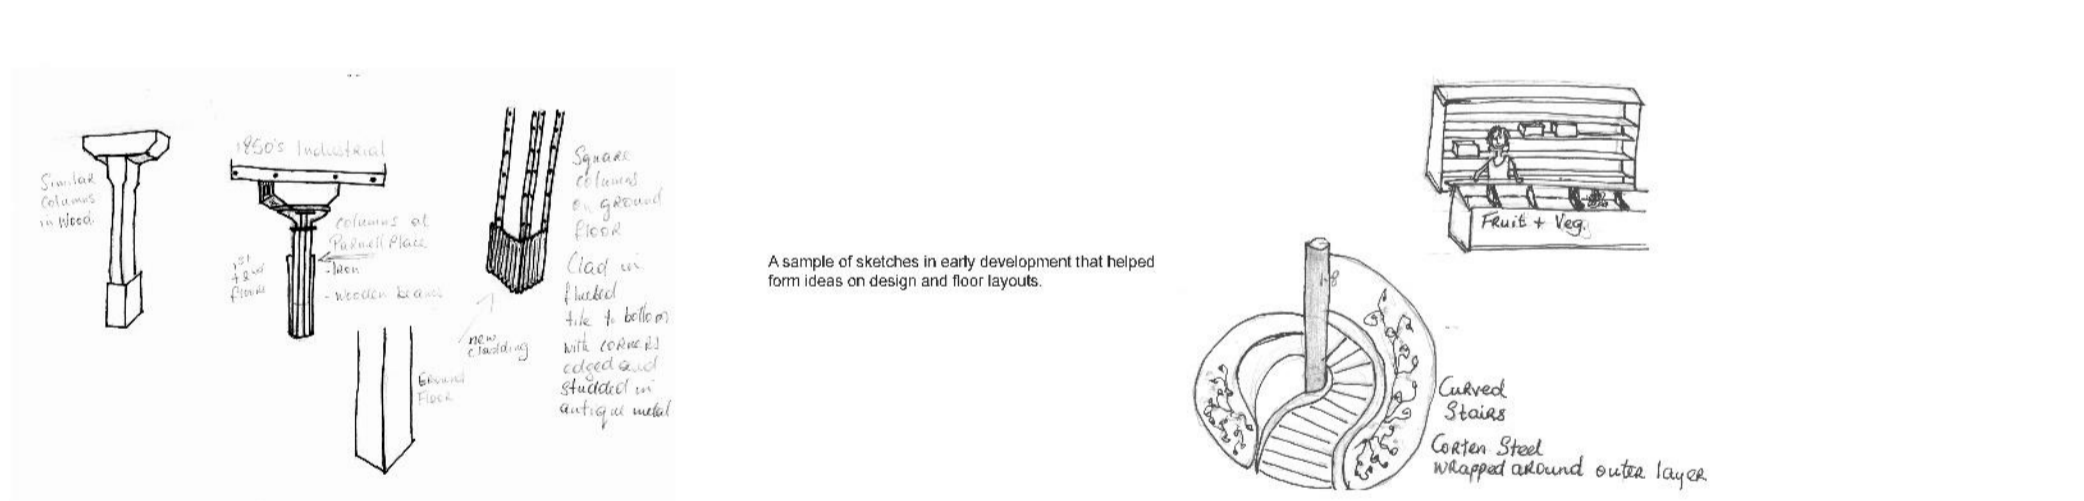 Similar
Columns
in Wood
1850's Industrial
columns at
Parnell Place
- Iron
- wooden beams
1st
floor
Ground
Floor
new
cladding
Square
columns
on ground
floor
Clad in
fluted
tile to bottom
with corners
edged and
studded in
antique metal
A sample of sketches in early development that helped
form ideas on design and floor layouts.
Fruit + Veg.
Curved
Stairs
Corten Steel
wrapped around outer layer